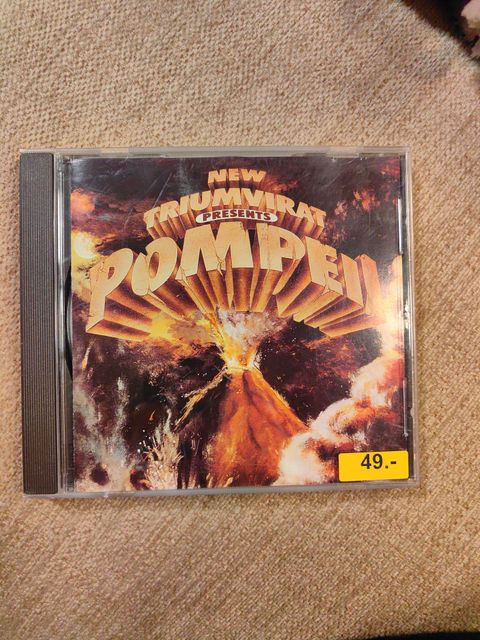 NEW
TRIUMVIRAT
PRESENTS
POMPEII
49.-